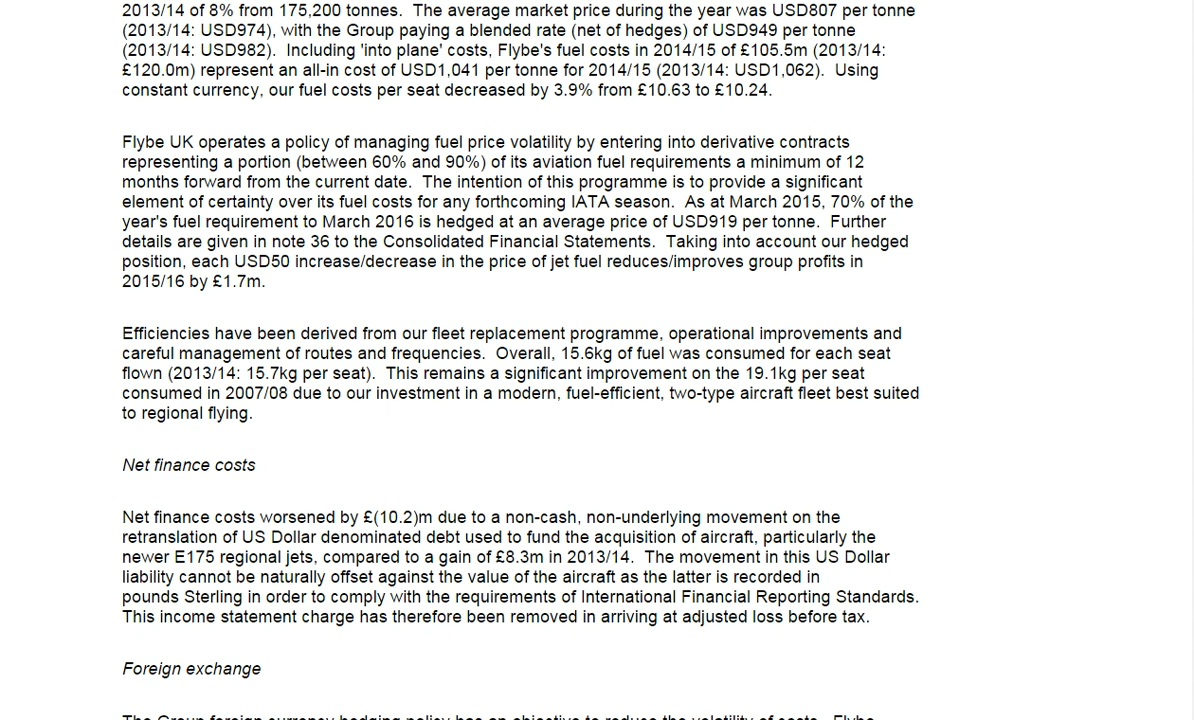 2013/14 of 8% from 175,200 tonnes.  The average market price during the year was USD807 per tonne
(2013/14: USD974), with the Group paying a blended rate (net of hedges) of USD949 per tonne
(2013/14: USD982).  Including 'into plane' costs, Flybe's fuel costs in 2014/15 of £105.5m (2013/14:
£120.0m) represent an all-in cost of USD1,041 per tonne for 2014/15 (2013/14: USD1,062).  Using
constant currency, our fuel costs per seat decreased by 3.9% from £10.63 to £10.24.
Flybe UK operates a policy of managing fuel price volatility by entering into derivative contracts
representing a portion (between 60% and 90%) of its aviation fuel requirements a minimum of 12
months forward from the current date.  The intention of this programme is to provide a significant
element of certainty over its fuel costs for any forthcoming IATA season.  As at March 2015, 70% of the
year's fuel requirement to March 2016 is hedged at an average price of USD919 per tonne.  Further
details are given in note 36 to the Consolidated Financial Statements.  Taking into account our hedged
position, each USD50 increase/decrease in the price of jet fuel reduces/improves group profits in
2015/16 by £1.7m.
Efficiencies have been derived from our fleet replacement programme, operational improvements and
careful management of routes and frequencies.  Overall, 15.6kg of fuel was consumed for each seat
flown (2013/14: 15.7kg per seat).  This remains a significant improvement on the 19.1kg per seat
consumed in 2007/08 due to our investment in a modern, fuel-efficient, two-type aircraft fleet best suited
to regional flying.
Net finance costs
Net finance costs worsened by £(10.2)m due to a non-cash, non-underlying movement on the
retranslation of US Dollar denominated debt used to fund the acquisition of aircraft, particularly the
newer E175 regional jets, compared to a gain of £8.3m in 2013/14.  The movement in this US Dollar
liability cannot be naturally offset against the value of the aircraft as the latter is recorded in
pounds Sterling in order to comply with the requirements of International Financial Reporting Standards.
This income statement charge has therefore been removed in arriving at adjusted loss before tax.
Foreign exchange
The Group foreign currency hedging policy has an objective to reduce the volatility of costs.  Flybe